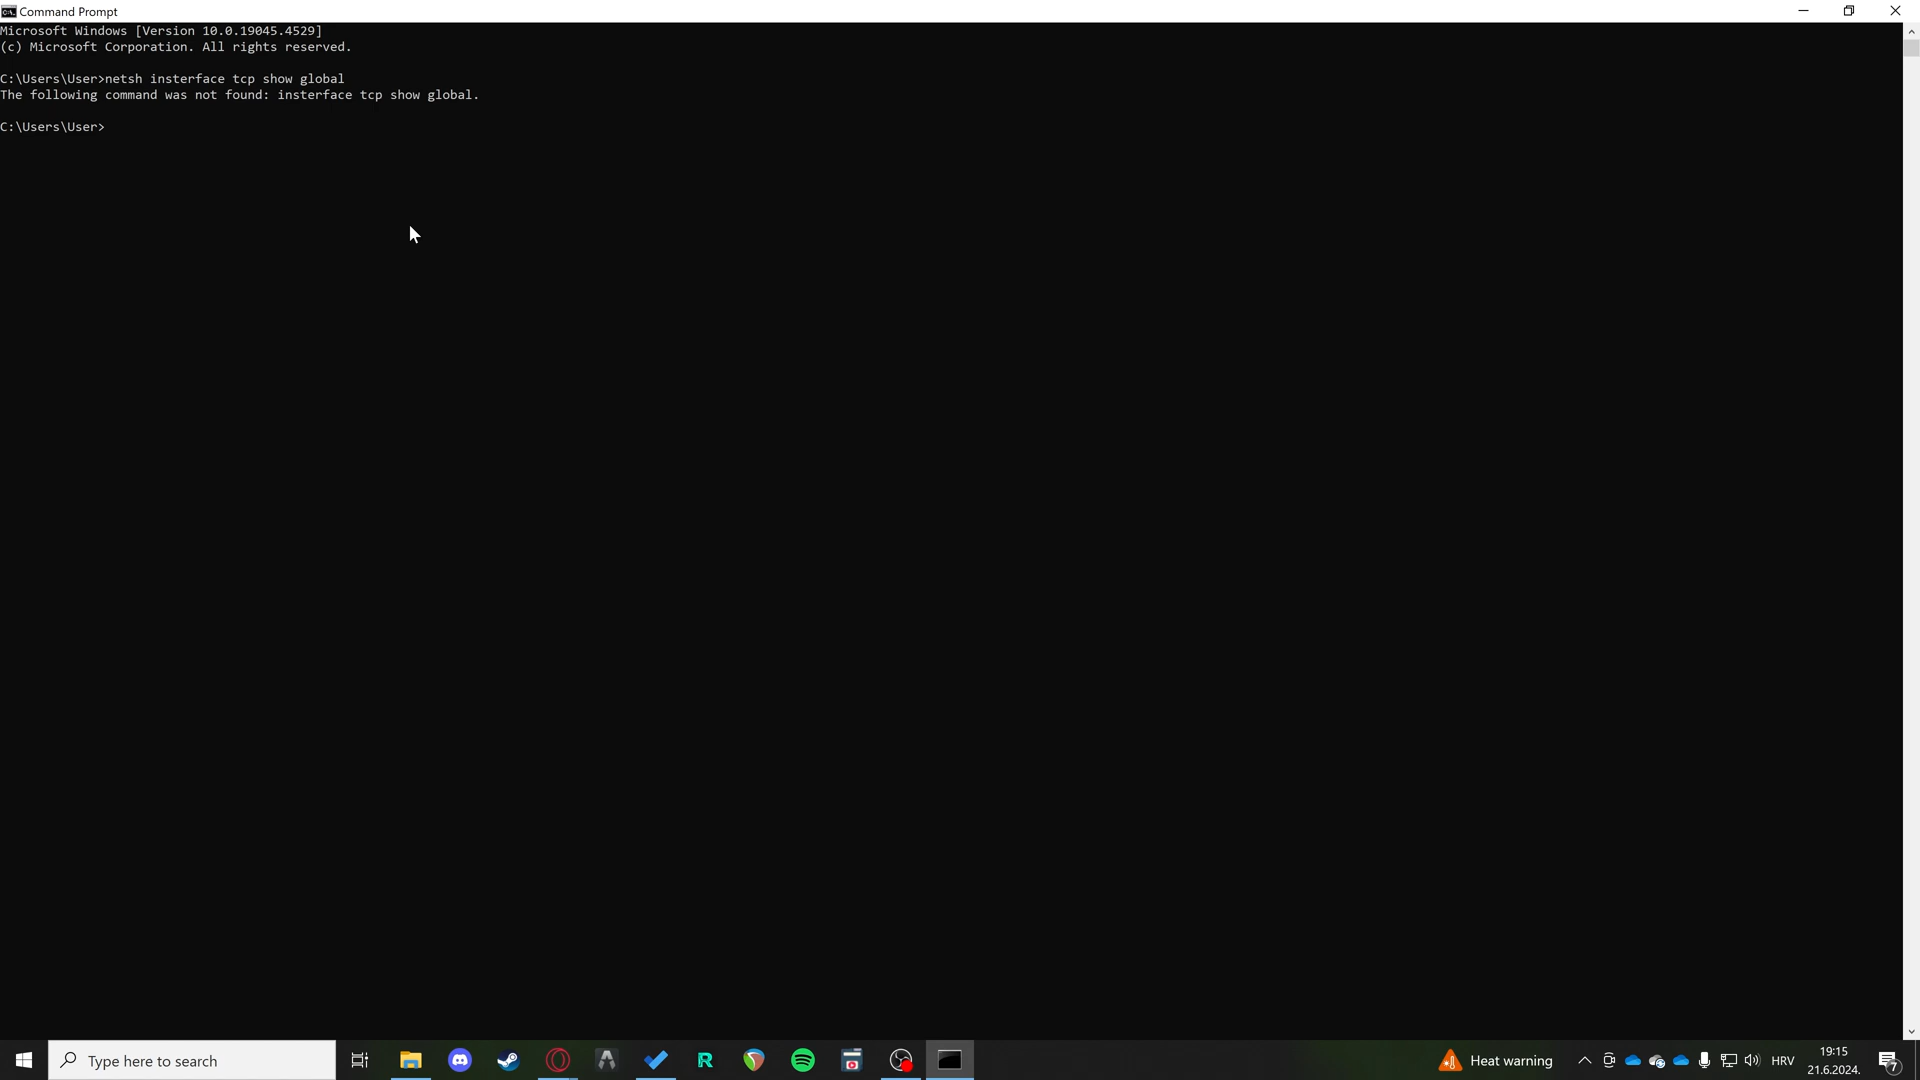 Command Prompt
Microsoft Windows [Version 10.0.19045.4529]
(c) Microsoft Corporation. All rights reserved.
C:\Users\User>netsh insterface tcp show global
The following command was not found: insterface tcp show global.
C:\Users\User>
Type here to search
Heat warning
HRV
19:15
21.6.2024.
7